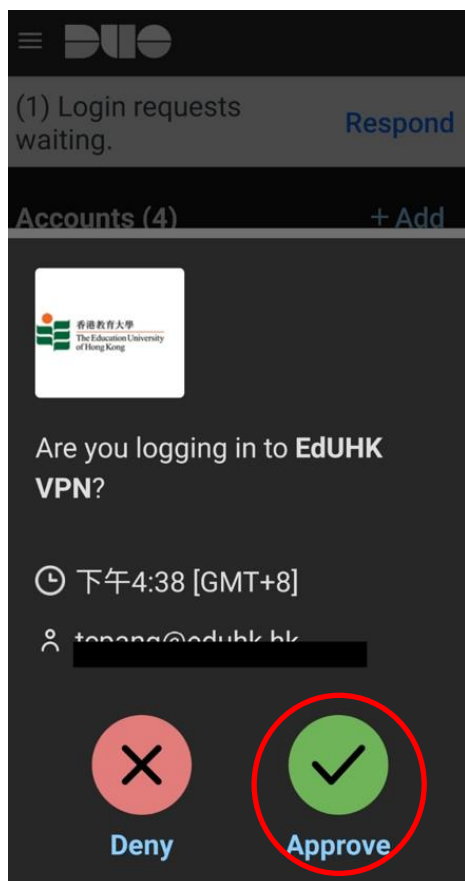 DUO
(1) Login requests
waiting.
Respond
Accounts (4)
+ Add
香港教育大學
The Education University
of Hong Kong
Are you logging in to EdUHK
VPN?
下午4:38 [GMT+8]
Deny
Approve